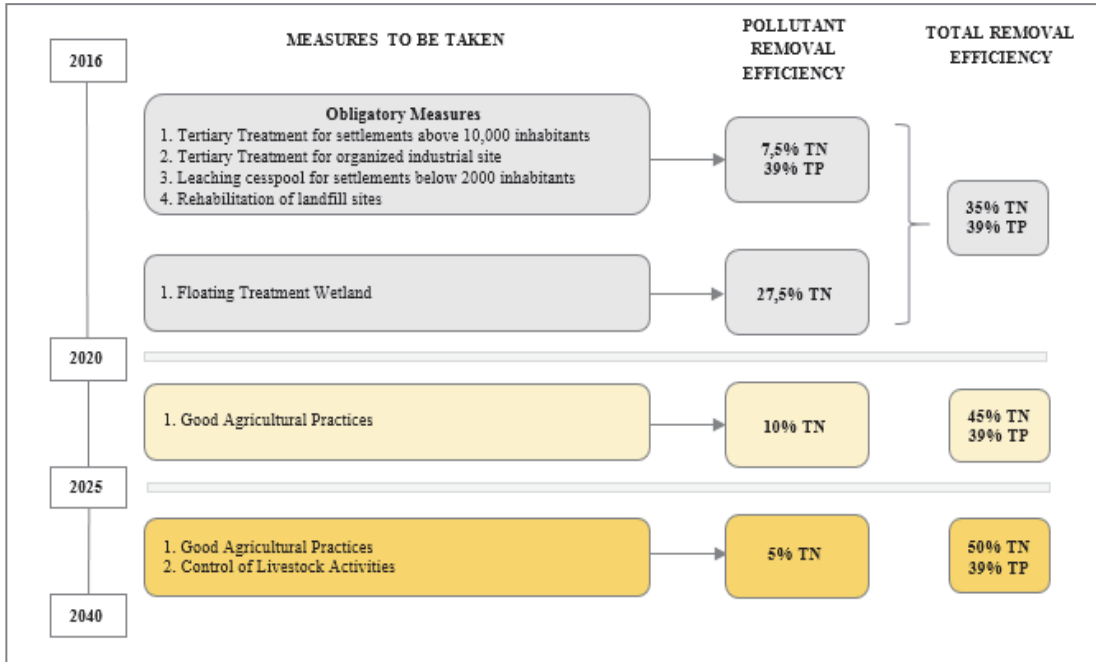 MEASURES TO BE TAKEN
POLLUTANT
REMOVAL
EFFICIENCY
TOTAL REMOVAL
EFFICIENCY
2016
Obligatory Measures
1. Tertiary Treatment for settlements above 10,000 inhabitants
2. Tertiary Treatment for organized industrial site
3. Leaching cesspool for settlements below 2000 inhabitants
4. Rehabilitation of landfill sites
7,5% TN
39% TP
35% TN
39% TP
1. Floating Treatment Wetland
27,5% TN
2020
1. Good Agricultural Practices
10% TN
45% TN
39% TP
2025
1. Good Agricultural Practices
2. Control of Livestock Activities
5% TN
50% TN
39% TP
2040